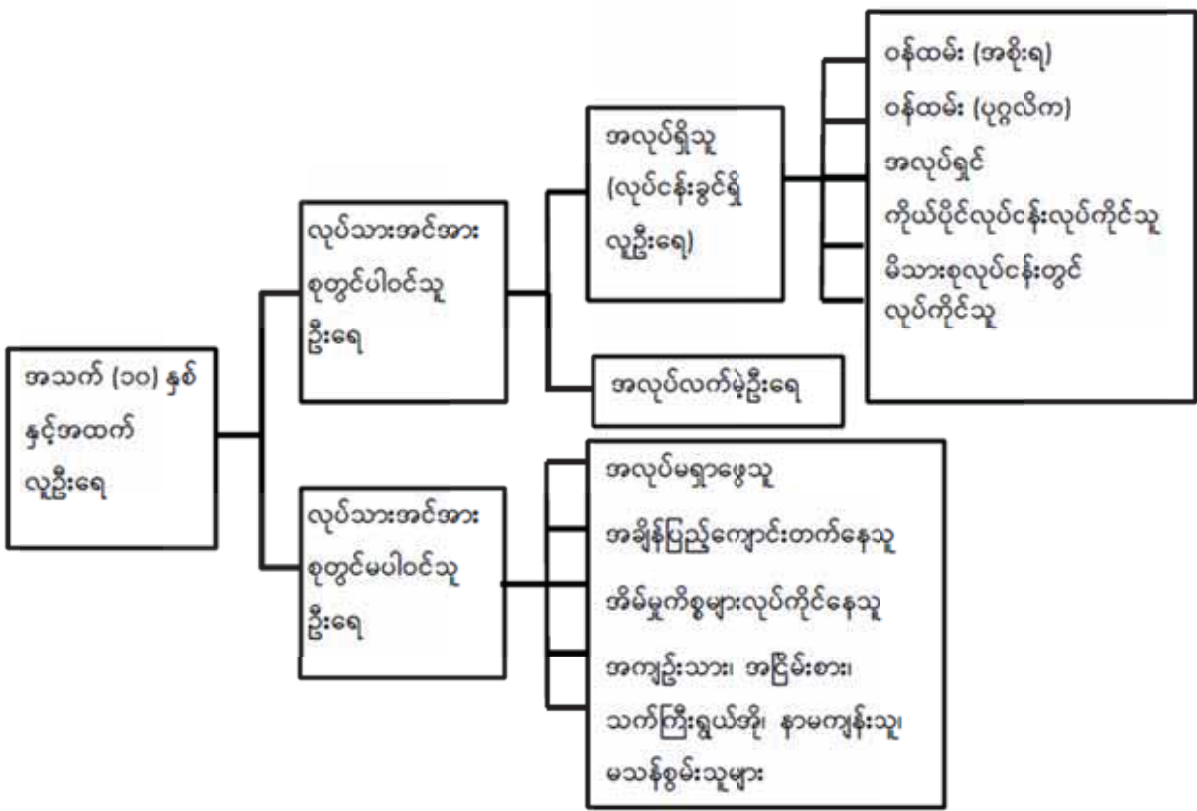 အသက် (၁၀) နှစ်
နှင့်အထက်
လူဦးရေ
လုပ်သားအင်အား
စုတွင်ပါဝင်သူ
ဦးရေ
အလုပ်ရှိသူ
(လုပ်ငန်းခွင်ရှိ
လူဦးရေ)
ဝန်ထမ်း (အစိုးရ)
ဝန်ထမ်း (ပုဂ္ဂလိက)
အလုပ်ရှင်
ကိုယ်ပိုင်လုပ်ငန်းလုပ်ကိုင်သူ
မိသားစုလုပ်ငန်းတွင်
လုပ်ကိုင်သူ
အလုပ်လက်မဲ့ဦးရေ
လုပ်သားအင်အား
စုတွင်မပါဝင်သူ
ဦးရေ
အလုပ်မရှာဖွေသူ
အချိန်ပြည့်ကျောင်းတက်နေသူ
အိမ်မှုကိစ္စများလုပ်ကိုင်နေသူ
အကျဉ်းသား၊ အငြိမ်းစား၊
သက်ကြီးရွယ်အို၊ နာမကျန်းသူ၊
မသန်စွမ်းသူများ